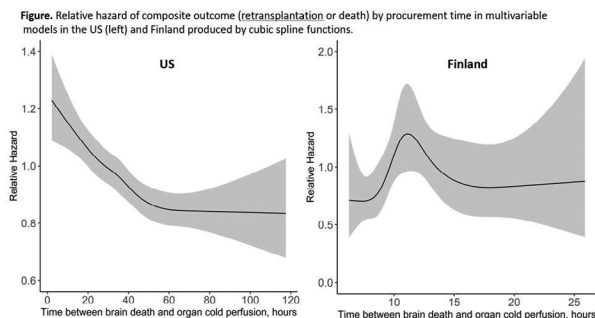 Figure. Relative hazard of composite outcome (retransplantation or death) by procurement time in multivariable
models in the US (left) and Finland produced by cubic spline functions.
US
1.4
1.2
1.0
0.8
0.6
Relative Hazard
0 20 40 60 80 100 120
Time between brain death and organ cold perfusion, hours
Finland
2.0
1.5
1.0
0.5
0.0
Relative Hazard
10 15 20 25
Time between brain death and organ cold perfusion, hours